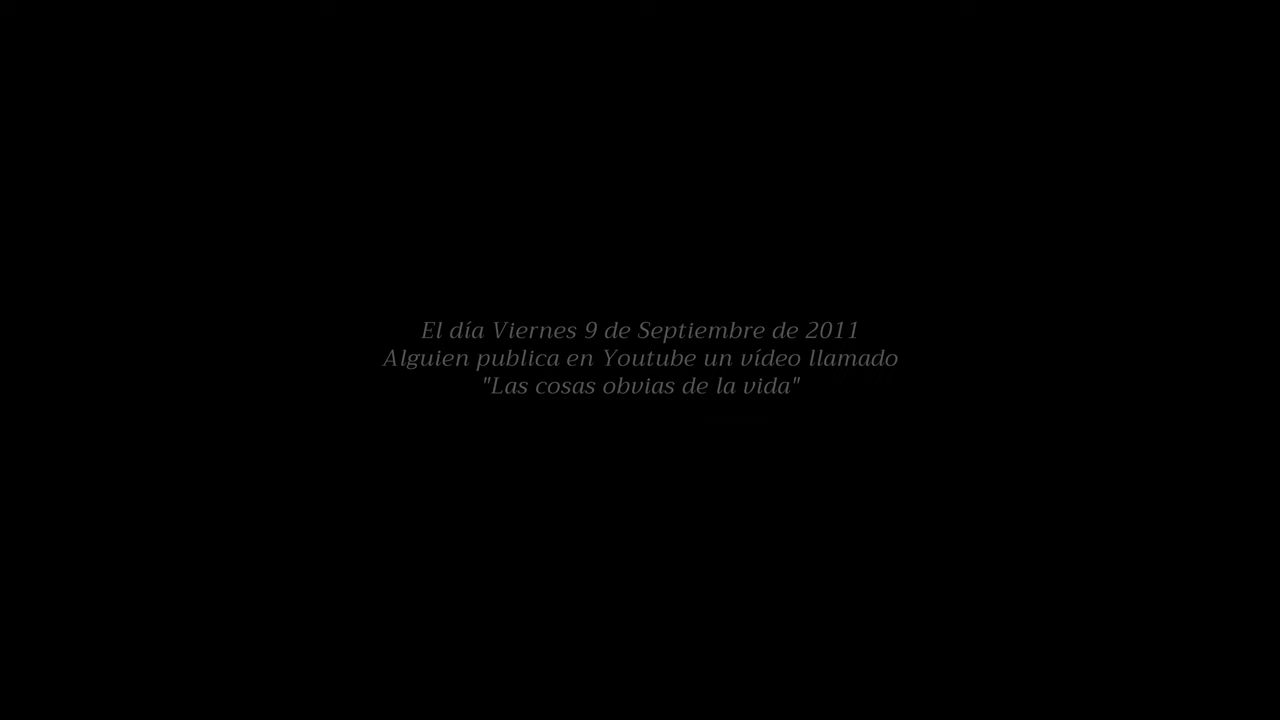 El día Viernes 9 de Septiembre de 2011
Alguien publica en Youtube un vídeo llamado
"Las cosas obvias de la vida"